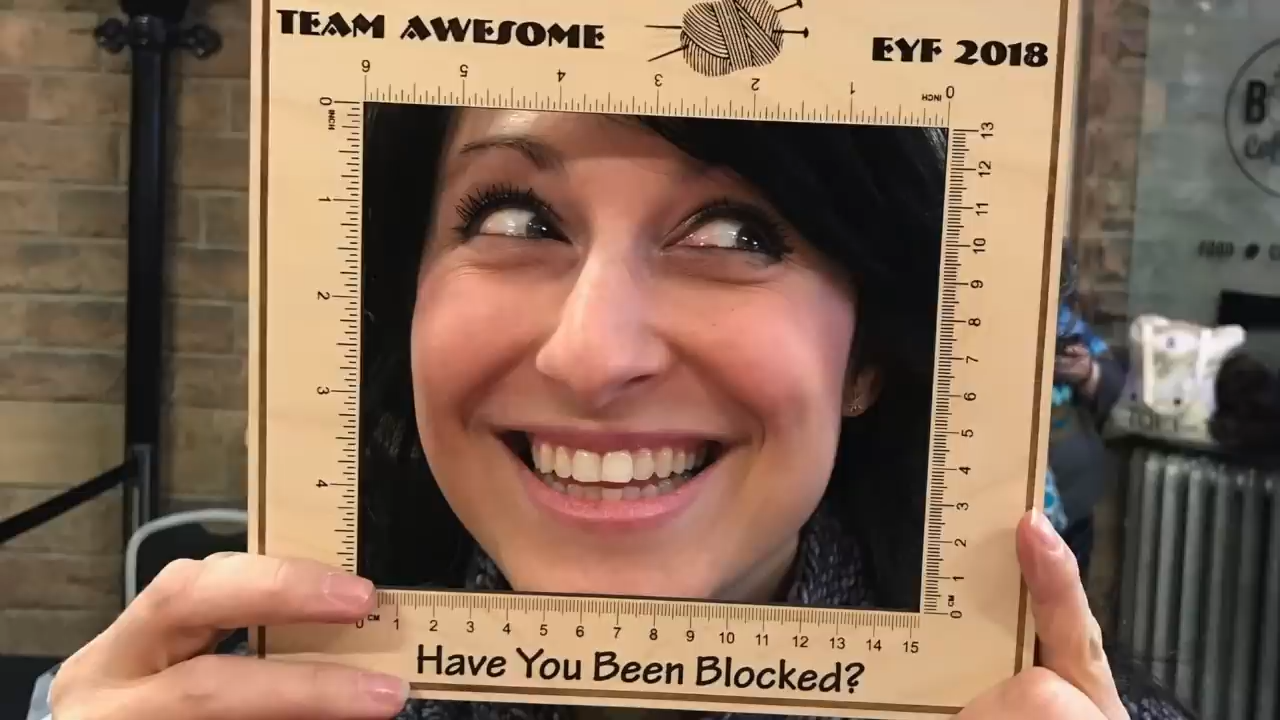 TEAM AWESOME
EYF 2018
6 5 4 3 2 1 0
INCH
0
INCH
1
2
3
4
13
12
11
10
9
8
7
6
5
4
3
2
1
CM
0
0 CM 1 2 3 4 5 6 7 8 9 10 11 12 13 14 15
Have You Been Blocked?